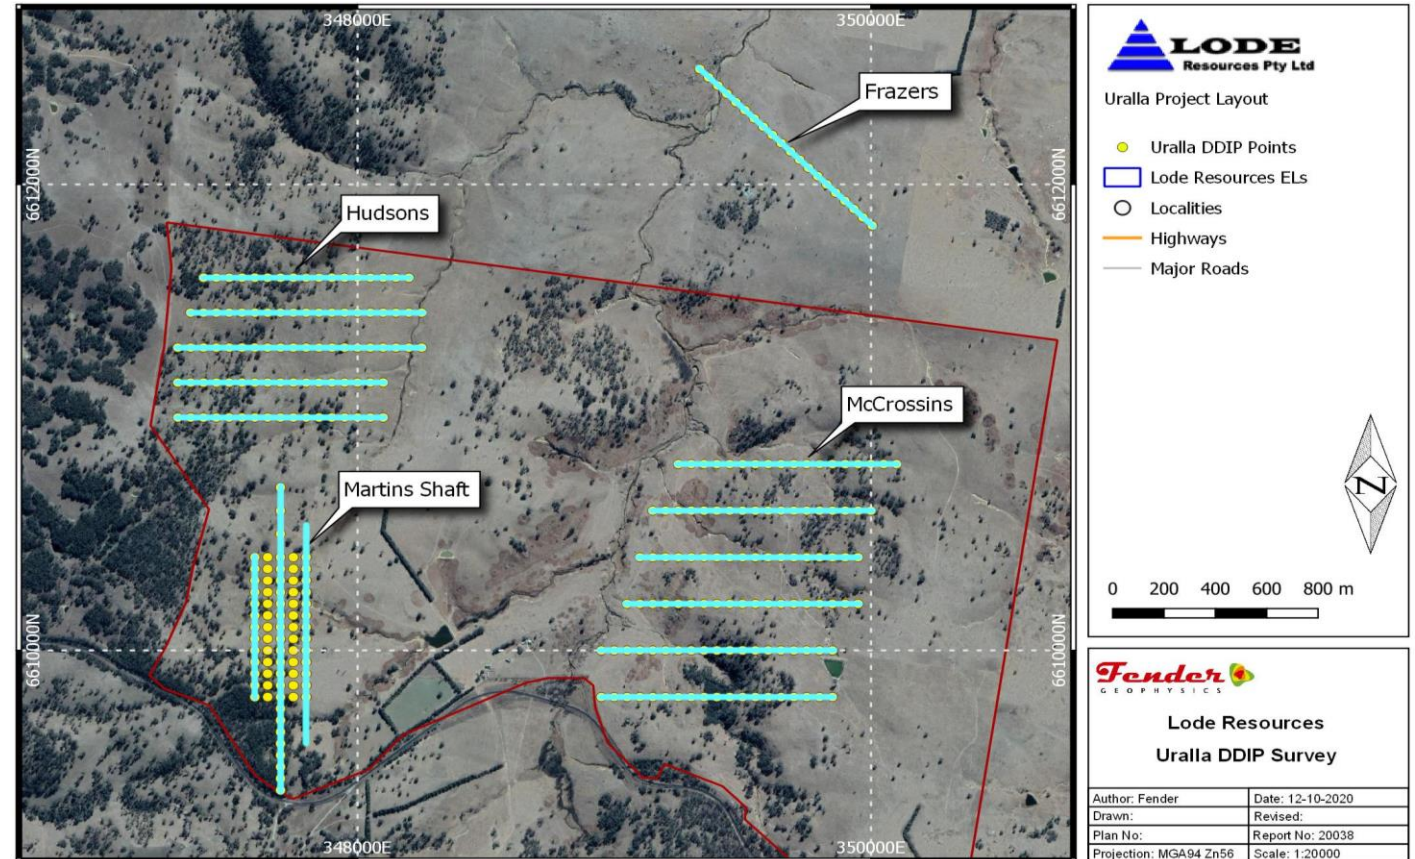 348000E
350000E
Frazers
6612000N
6612000N
Hudsons
McCrossins
Martins Shaft
6610000N
6610000N
348000E
350000E
LODE
Resources Pty Ltd
Uralla Project Layout
Uralla DDIP Points
Lode Resources ELs
Localities
Highways
Major Roads
N
0 200 400 600 800 m
Fender
GEOPHYSICS
Lode Resources
Uralla DDIP Survey
Author: Fender Date: 12-10-2020
Drawn: Revised:
Plan No: Report No: 20038
Projection: MGA94 Zn56 Scale: 1:20000